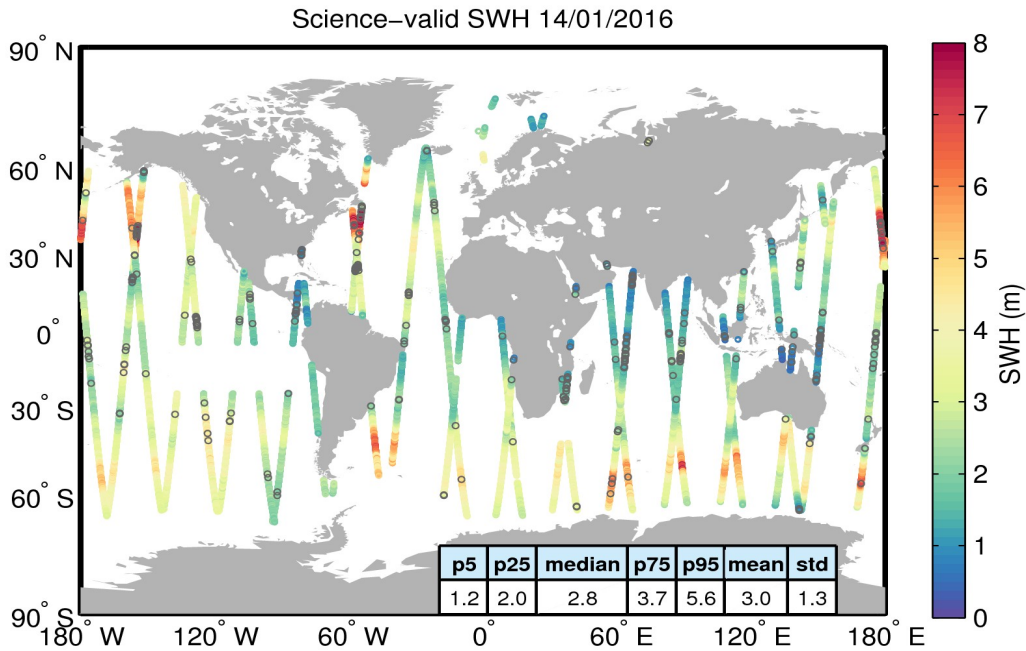 Science−valid SWH 14/01/2016
90° N
60° N
30° N
0°
30° S
60° S
90° S
180° W
120° W
60° W
0°
60° E
120° E
180° E
p5 p25 median p75 p95 mean std
1.2 2.0 2.8 3.7 5.6 3.0 1.3
8
7
6
5
4
3
2
1
0
SWH (m)